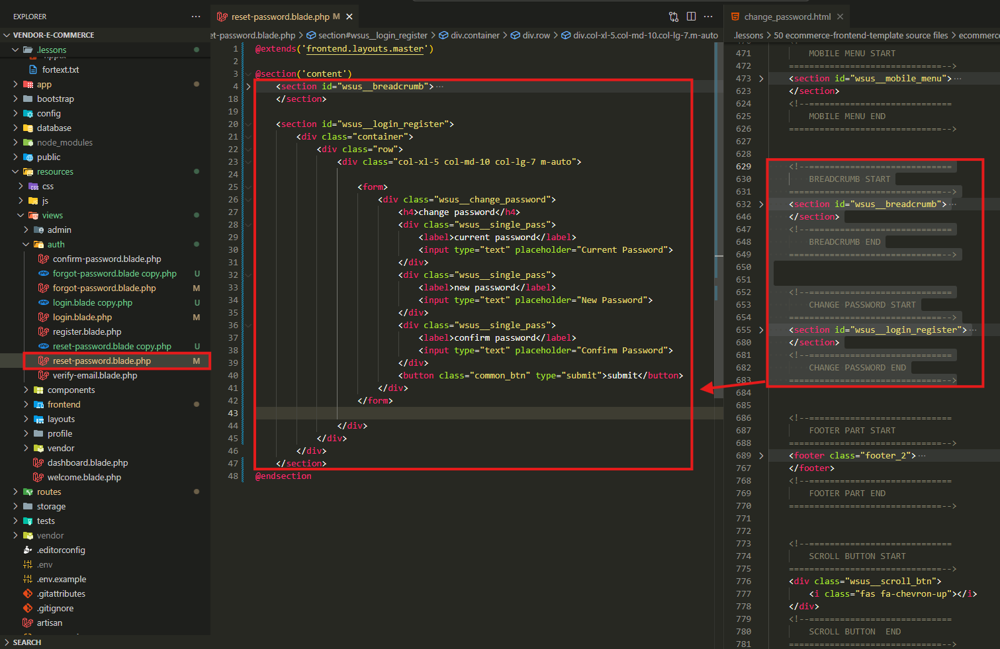 EXPLORER
VENDOR-E-COMMERCE
.lessons
fortext.txt
app
bootstrap
config
database
node_modules
public
resources
css
js
views
admin
auth
confirm-password.blade.php
forgot-password.blade copy.php U
forgot-password.blade.php M
login.blade copy.php U
login.blade.php M
register.blade.php
reset-password.blade copy.php U
reset-password.blade.php M
verify-email.blade.php
components
frontend
layouts
profile
vendor
dashboard.blade.php
welcome.blade.php
routes
storage
tests
vendor
.editorconfig
.env
.env.example
.gitattributes
.gitignore
artisan
SEARCH
reset-password.blade.php M
et-password.blade.php > section#wsus__login_register > div.container > div.row > div.col-xl-5.col-md-10.col-lg-7.m-auto
1 @extends('frontend.layouts.master')
2
3 @section('content')
4 <section id="wsus__breadcrumb">
18 </section>
19
20 <section id="wsus__login_register">
21 <div class="container">
22 <div class="row">
23 <div class="col-xl-5 col-md-10 col-lg-7 m-auto">
24
25 <form>
26 <div class="wsus__change_password">
27 <h4>change password</h4>
28 <div class="wsus__single_pass">
29 <label>current password</label>
30 <input type="text" placeholder="Current Password">
31 </div>
32 <div class="wsus__single_pass">
33 <label>new password</label>
34 <input type="text" placeholder="New Password">
35 </div>
36 <div class="wsus__single_pass">
37 <label>confirm password</label>
38 <input type="text" placeholder="Confirm Password">
39 </div>
40 <button class="common_btn" type="submit">submit</button>
41 </div>
42 </form>
43
44 </div>
45 </div>
46 </div>
47 </section>
48 @endsection
change_password.html
.lessons > 50 ecommerce-frontend-template source files > ecommerce
471 MOBILE MENU START
472 ==============================-->
473 <section id="wsus__mobile_menu">
623 </section>
624 <!--============================
625 MOBILE MENU END
626 ==============================-->
627
628
629 <!--============================
630 BREADCRUMB START
631 ==============================-->
632 <section id="wsus__breadcrumb">
646 </section>
647 <!--============================
648 BREADCRUMB END
649 ==============================-->
650
651
652 <!--============================
653 CHANGE PASSWORD START
654 ==============================-->
655 <section id="wsus__login_register">
680 </section>
681 <!--============================
682 CHANGE PASSWORD END
683 ==============================-->
684
685
686 <!--============================
687 FOOTER PART START
688 ==============================-->
689 <footer class="footer_2">
767 </footer>
768 <!--============================
769 FOOTER PART END
770 ==============================-->
771
772
773 <!--============================
774 SCROLL BUTTON START
775 ==============================-->
776 <div class="wsus__scroll_btn">
777 <i class="fas fa-chevron-up"></i>
778 </div>
779 <!--============================
780 SCROLL BUTTON  END
781 ==============================-->